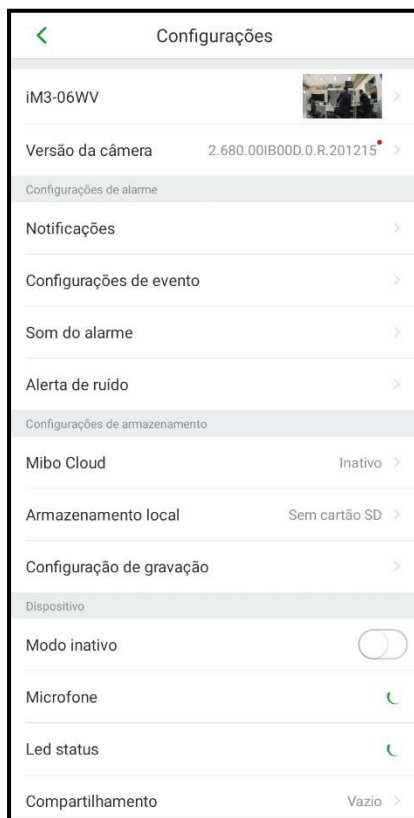 Configurações
iM3-06WV
Versão da câmera 2.680.00IB00D.0.R.201215
Configurações de alarme
Notificações
Configurações de evento
Som do alarme
Alerta de ruído
Configurações de armazenamento
Mibo Cloud Inativo
Armazenamento local Sem cartão SD
Configuração de gravação
Dispositivo
Modo inativo
Microfone
Led status
Compartilhamento Vazio